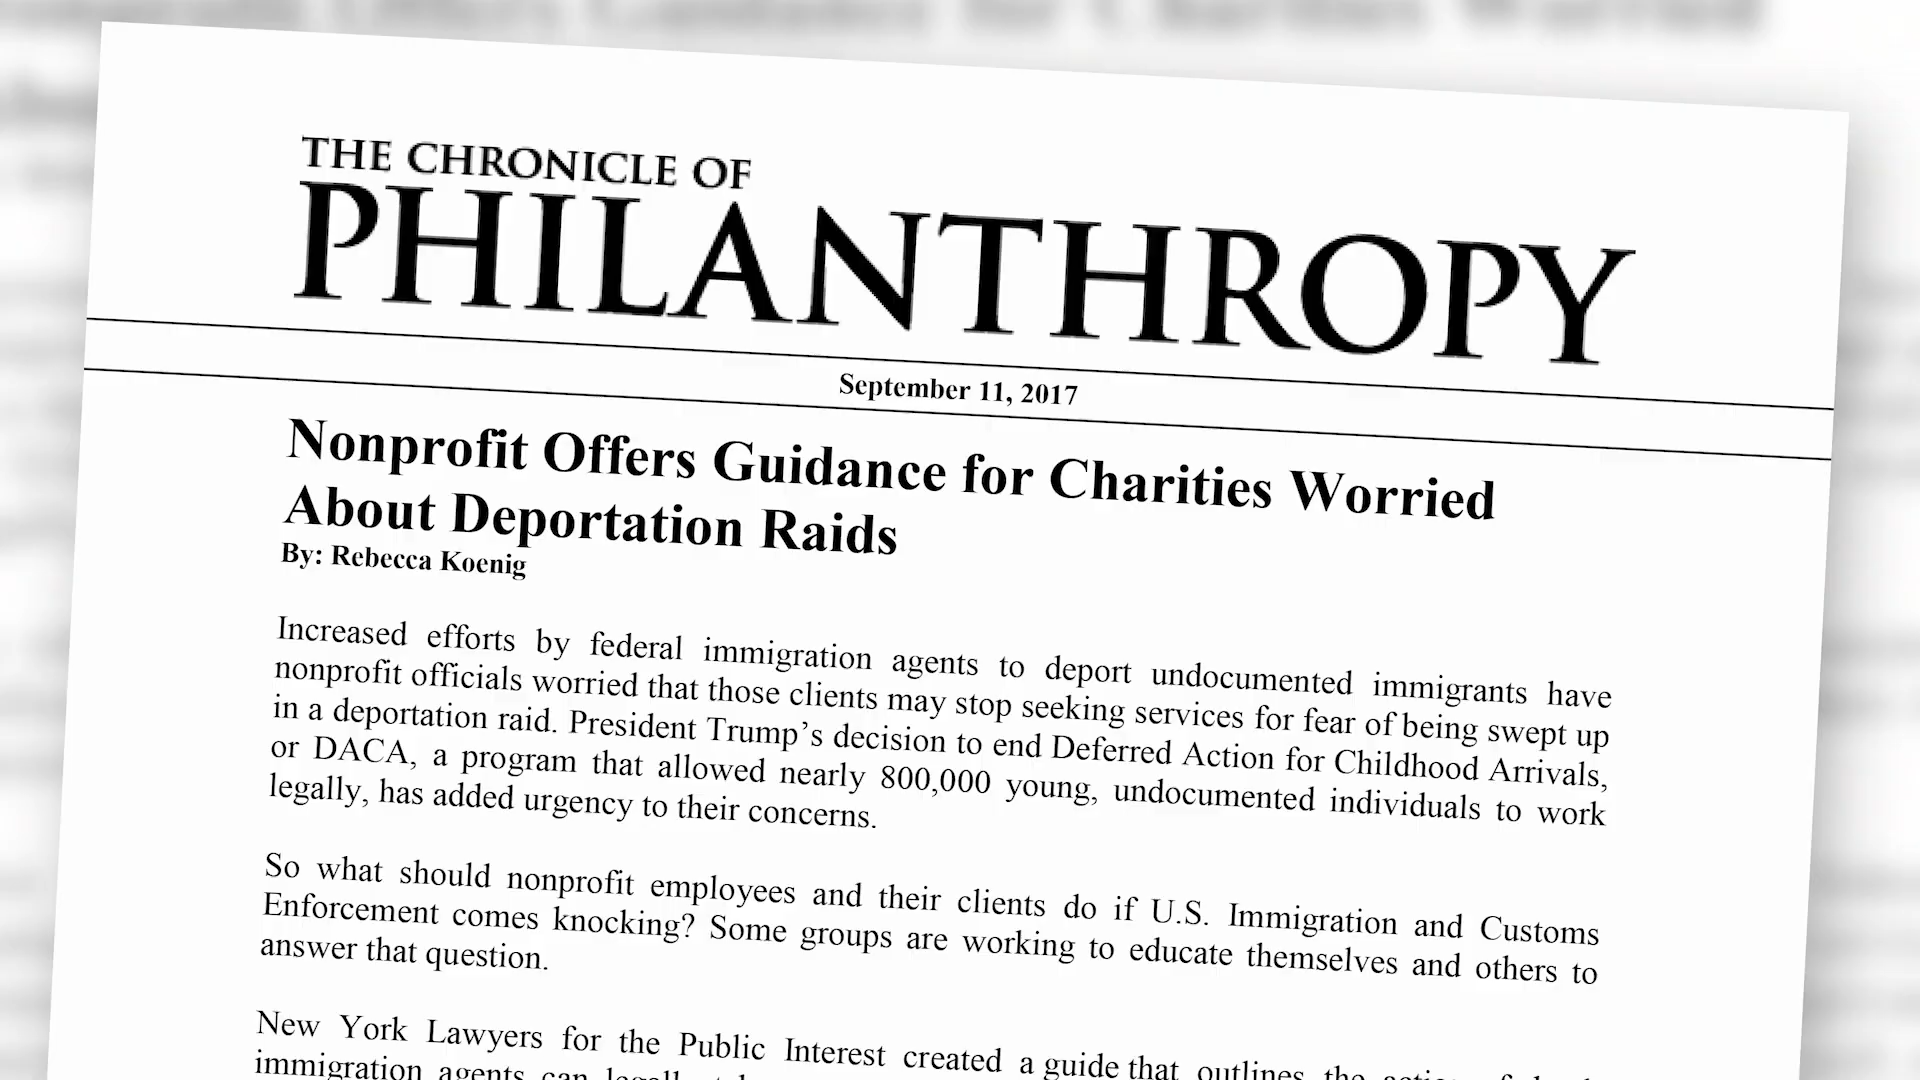 THE CHRONICLE OF
PHILANTHROPY
September 11, 2017
Nonprofit Offers Guidance for Charities Worried
About Deportation Raids
By: Rebecca Koenig
Increased efforts by federal immigration agents to deport undocumented immigrants have
nonprofit officials worried that those clients may stop seeking services for fear of being swept up
in a deportation raid. President Trump’s decision to end Deferred Action for Childhood Arrivals,
or DACA, a program that allowed nearly 800,000 young, undocumented individuals to work
legally, has added urgency to their concerns.
So what should nonprofit employees and their clients do if U.S. Immigration and Customs
Enforcement comes knocking? Some groups are working to educate themselves and others to
answer that question.
New York Lawyers for the Public Interest created a guide that outlines the
immigration agents can